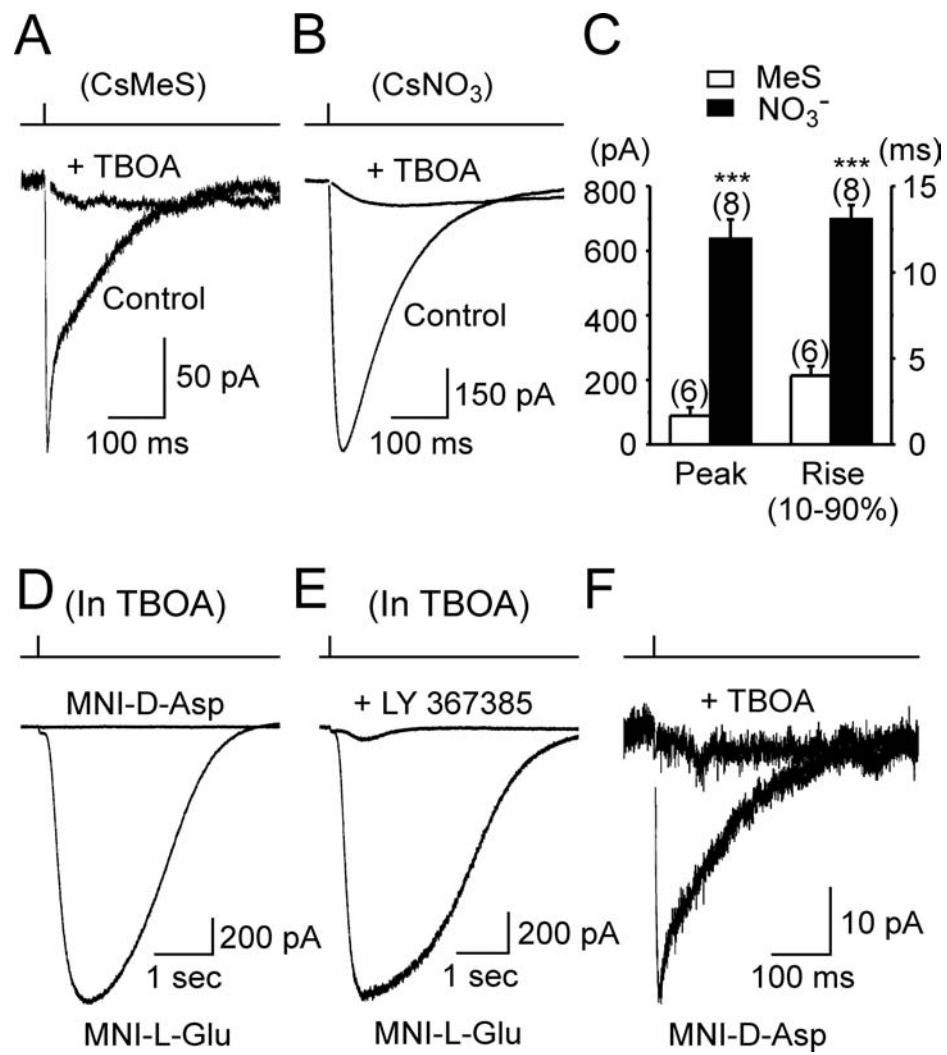 A
(CsMeS)
+ TBOA
Control
50 pA
100 ms
B
(CsNO3)
+ TBOA
Control
150 pA
100 ms
C
MeS
NO3-
(pA)
(ms)
800
600
400
200
0
15
10
5
0
***
(8)
***
(8)
(6)
(6)
Peak
Rise
(10-90%)
D
(In TBOA)
MNI-D-Asp
200 pA
1 sec
MNI-L-Glu
E
(In TBOA)
+ LY 367385
200 pA
1 sec
MNI-L-Glu
F
+ TBOA
10 pA
100 ms
MNI-D-Asp